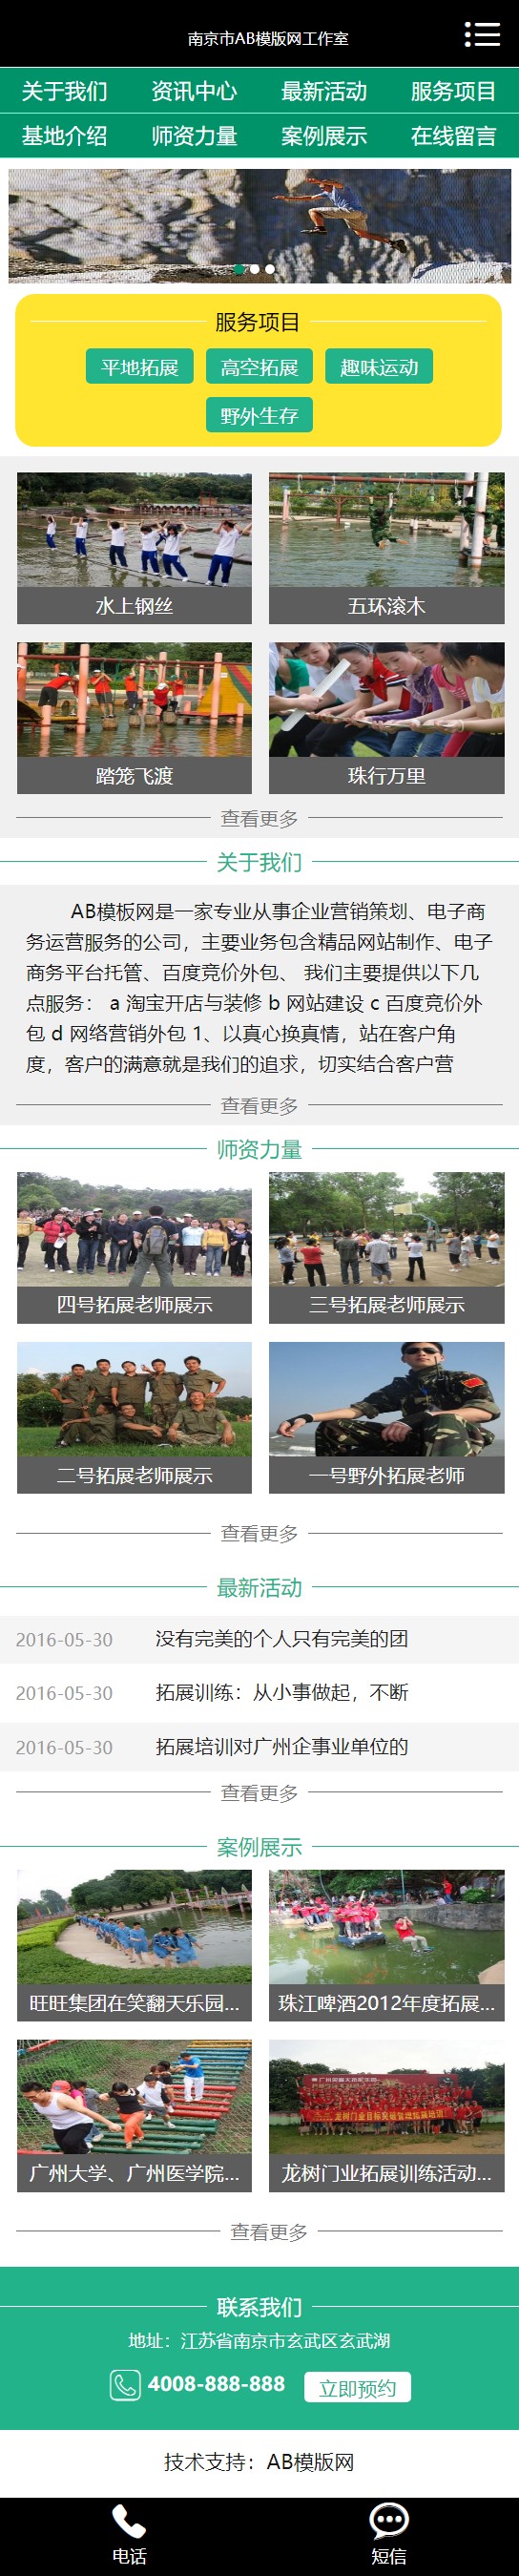 南京市AB模版网工作室
关于我们 资讯中心 最新活动 服务项目
基地介绍 师资力量 案例展示 在线留言
服务项目
平地拓展 高空拓展 趣味运动
野外生存
水上钢丝 五环滚木
踏笼飞渡 珠行万里
查看更多
关于我们
AB模板网是一家专业从事企业营销策划、电子商
务运营服务的公司，主要业务包含精品网站制作、电子
商务平台托管、百度竞价外包、 我们主要提供以下几
点服务： a 淘宝开店与装修 b 网站建设 c 百度竞价外
包 d 网络营销外包 1、以真心换真情，站在客户角
度，客户的满意就是我们的追求，切实结合客户营
查看更多
师资力量
四号拓展老师展示 三号拓展老师展示
二号拓展老师展示 一号野外拓展老师
查看更多
最新活动
2016-05-30 没有完美的个人只有完美的团
2016-05-30 拓展训练：从小事做起，不断
2016-05-30 拓展培训对广州企事业单位的
查看更多
案例展示
旺旺集团在笑翻天乐园... 珠江啤酒2012年度拓展...
龙树门业目标突破管理拓展培训
广州大学、广州医学院... 龙树门业拓展训练活动...
查看更多
联系我们
地址：江苏省南京市玄武区玄武湖
4008-888-888 立即预约
技术支持：AB模版网
电话 短信